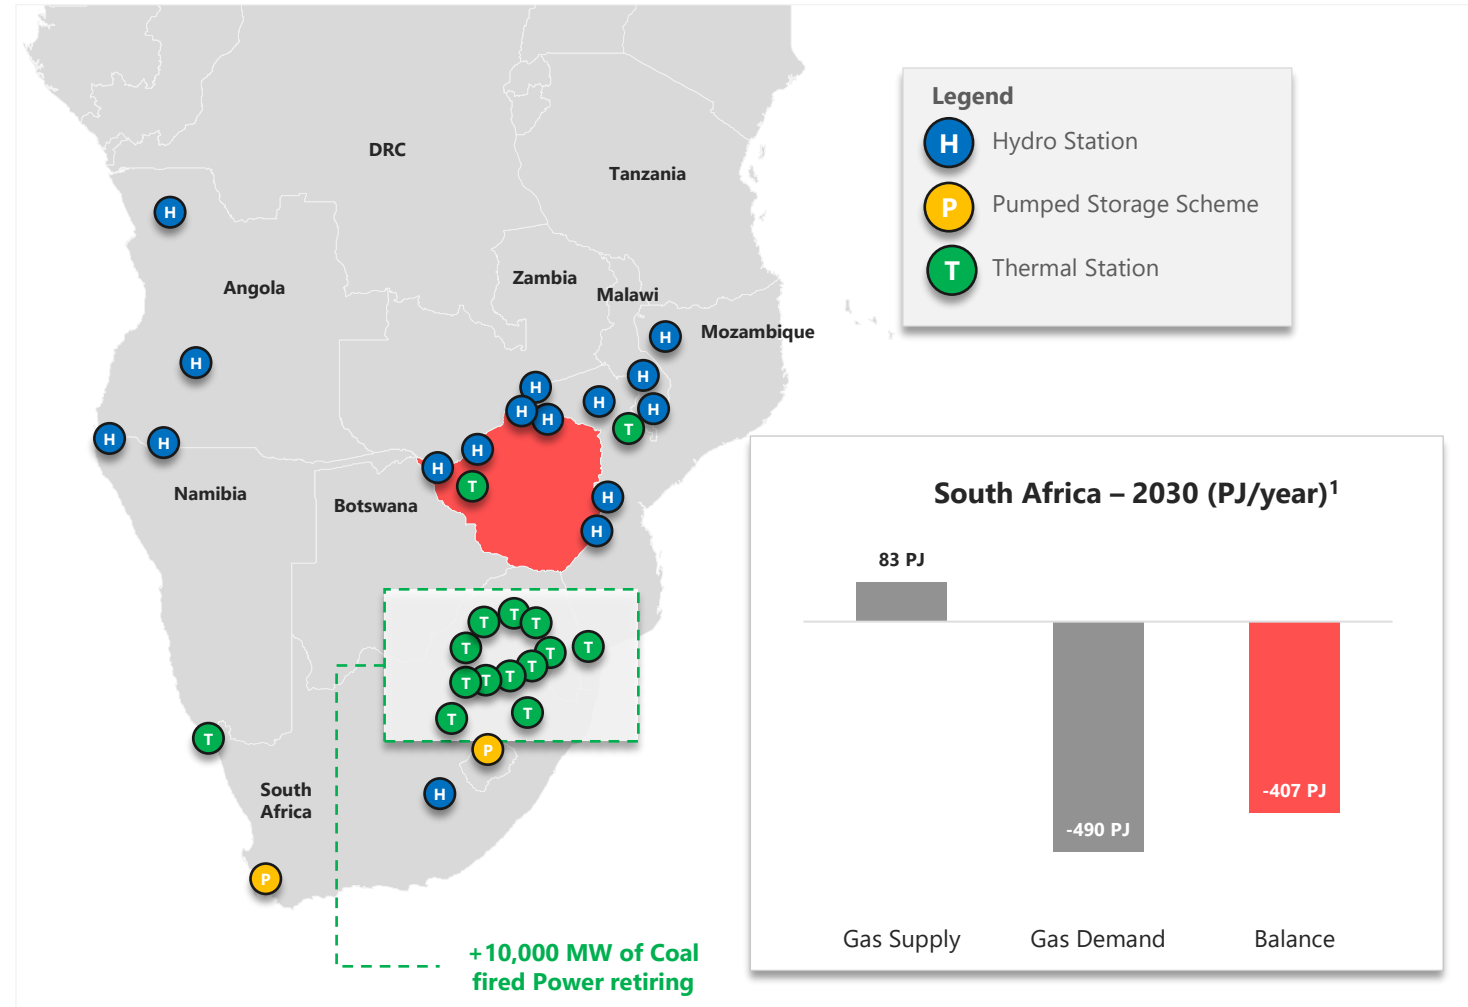 DRC
Tanzania
H
Angola
Zambia
Malawi
H
Mozambique
H
H
H
H
H
H
H
H
T
H
H
H
H
T
H
Namibia
Botswana
H
T
T
T
T
T
T
T
T
T
T
T
T
T
T
P
South
Africa
H
P
+10,000 MW of Coal
fired Power retiring
Legend
H Hydro Station
P Pumped Storage Scheme
T Thermal Station
South Africa – 2030 (PJ/year)¹
83 PJ
-407 PJ
-490 PJ
Gas Supply Gas Demand Balance